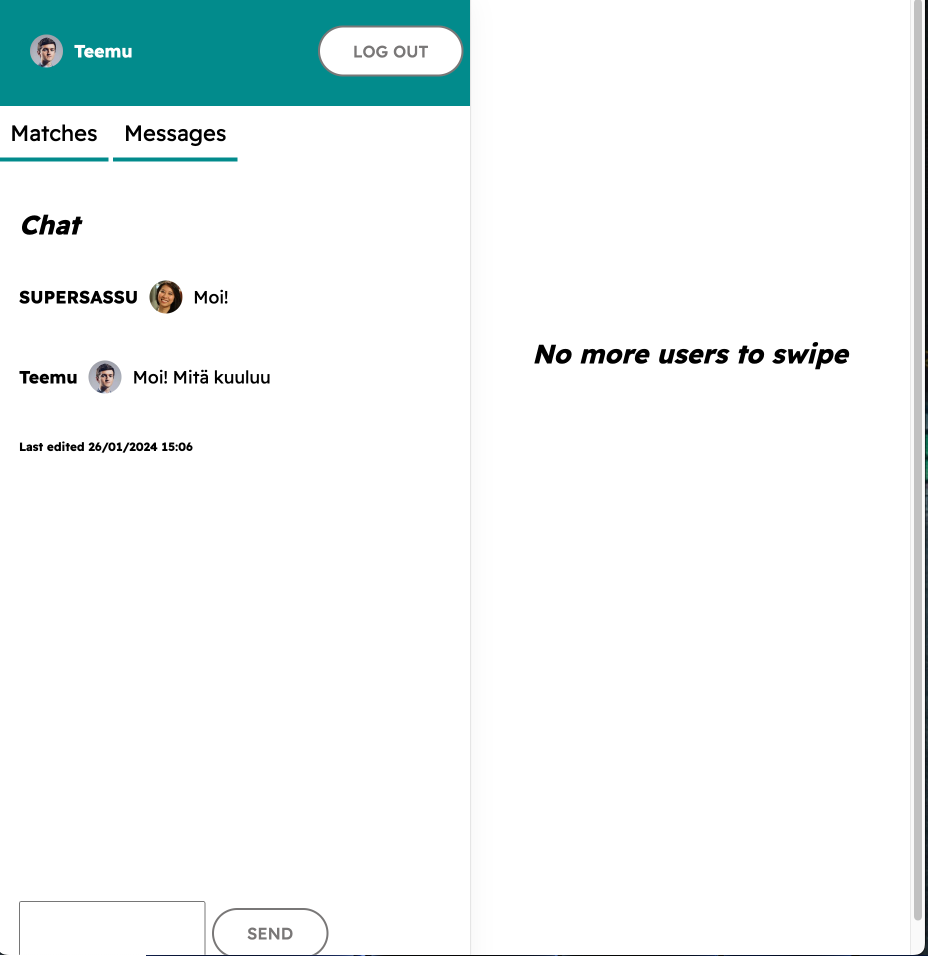 Teemu
LOG OUT
Matches Messages
Chat
SUPERSASSU Moi!
Teemu Moi! Mitä kuuluu
Last edited 26/01/2024 15:06
SEND
No more users to swipe